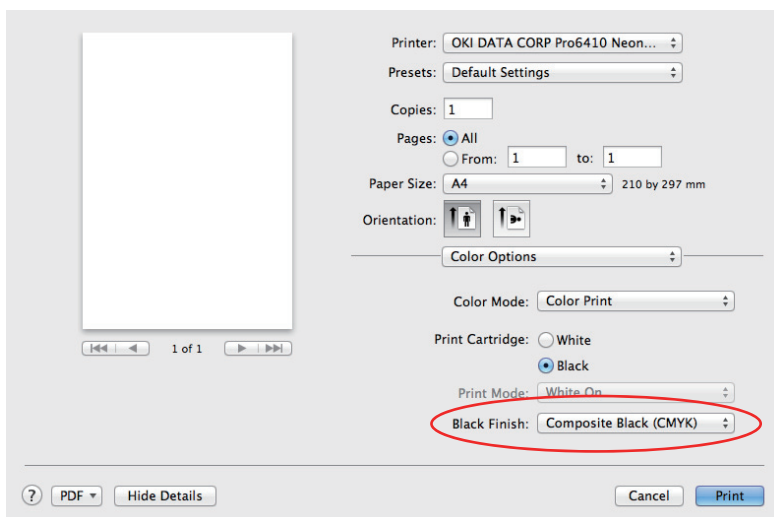 Printer: OKI DATA CORP Pro6410 Neon...
Presets: Default Settings
Copies: 1
Pages: All
From: 1 to: 1
Paper Size: A4 210 by 297 mm
Orientation:
Color Options
Color Mode: Color Print
1 of 1
Print Cartridge: White
Black
Print Mode: White On
Black Finish: Composite Black (CMYK)
? PDF Hide Details Cancel Print